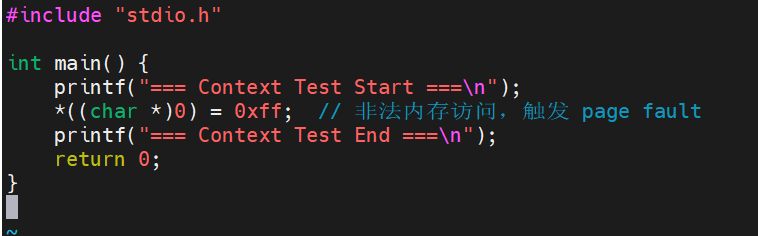 #include "stdio.h"
int main() {
    printf("=== Context Test Start ===\n");
    *((char *)0) = 0xff;  // 非法内存访问，触发 page fault
    printf("=== Context Test End ===\n");
    return 0;
}
~